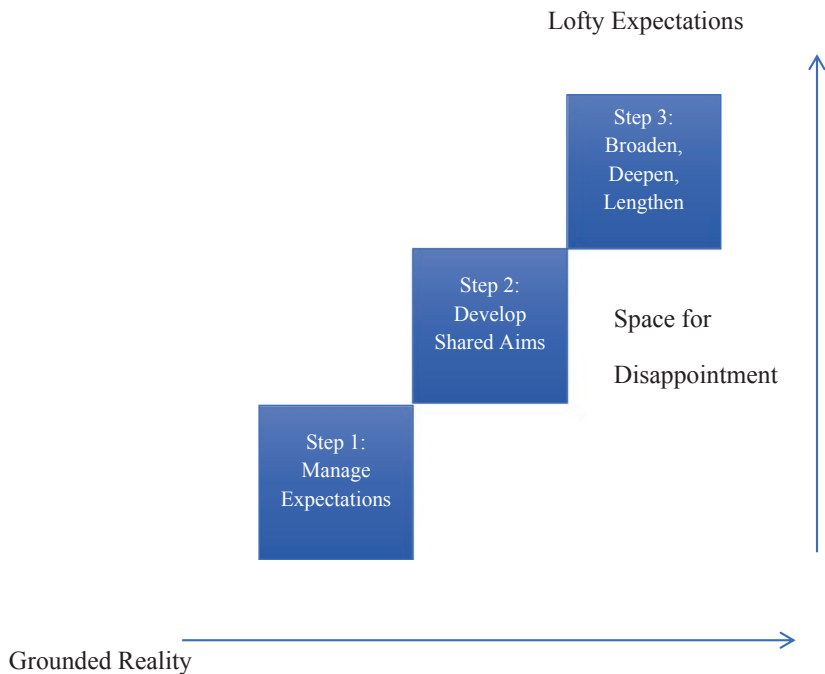 Lofty Expectations
Step 3:
Broaden,
Deepen,
Lengthen
Step 2:
Develop
Shared Aims
Space for
Disappointment
Step 1:
Manage
Expectations
Grounded Reality